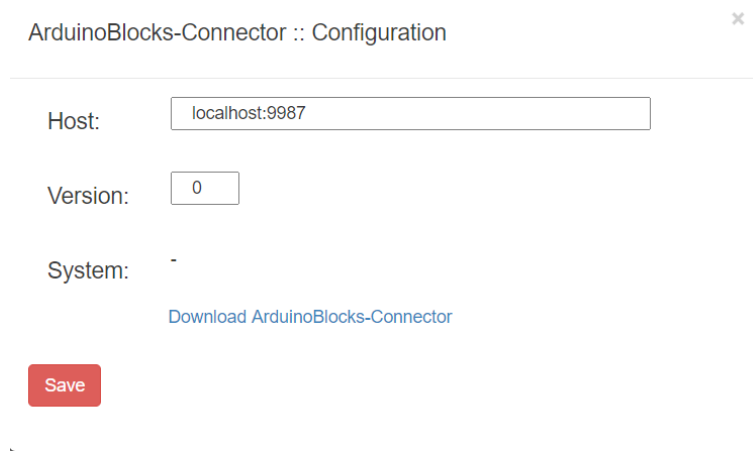 ArduinoBlocks-Connector :: Configuration ×
Host: localhost:9987
Version: 0
System: -
Download ArduinoBlocks-Connector
Save